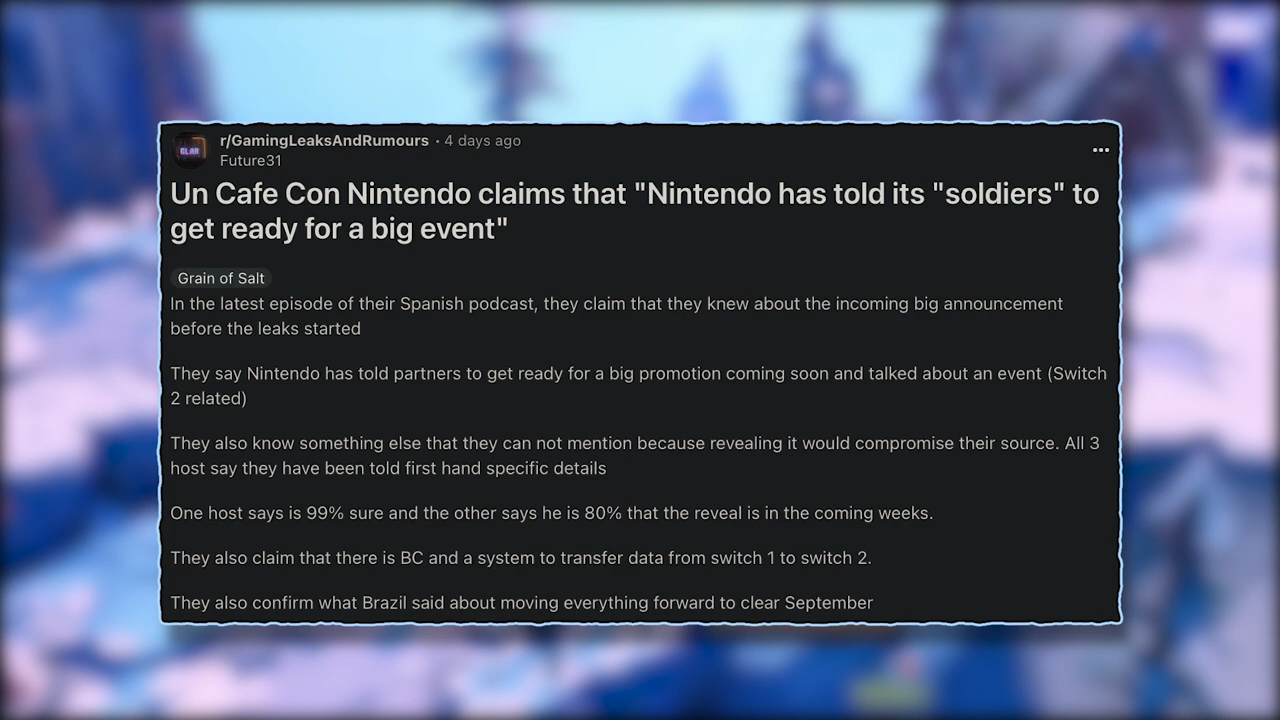 r/GamingLeaksAndRumours · 4 days ago
Future31
GLAR
Un Cafe Con Nintendo claims that "Nintendo has told its "soldiers" to
get ready for a big event"
Grain of Salt
In the latest episode of their Spanish podcast, they claim that they knew about the incoming big announcement
before the leaks started
They say Nintendo has told partners to get ready for a big promotion coming soon and talked about an event (Switch
2 related)
They also know something else that they can not mention because revealing it would compromise their source. All 3
host say they have been told first hand specific details
One host says is 99% sure and the other says he is 80% that the reveal is in the coming weeks.
They also claim that there is BC and a system to transfer data from switch 1 to switch 2.
They also confirm what Brazil said about moving everything forward to clear September